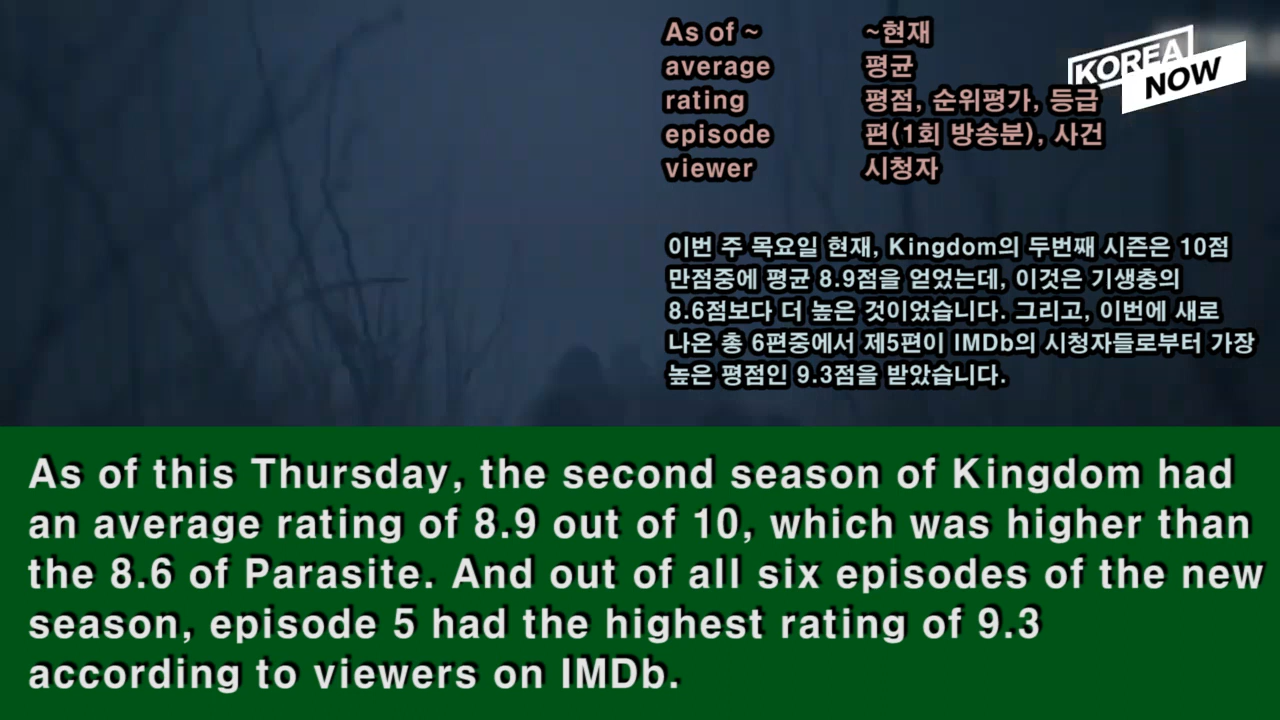 As of ~ ~현재
average 평균
rating 평점, 순위평가, 등급
episode 편(1회 방송분), 사건
viewer 시청자
KOREA
NOW
이번 주 목요일 현재, Kingdom의 두번째 시즌은 10점
만점중에 평균 8.9점을 얻었는데, 이것은 기생충의
8.6점보다 더 높은 것이었습니다. 그리고, 이번에 새로
나온 총 6편중에서 제5편이 IMDb의 시청자들로부터 가장
높은 평점인 9.3점을 받았습니다.
As of this Thursday, the second season of Kingdom had
an average rating of 8.9 out of 10, which was higher than
the 8.6 of Parasite. And out of all six episodes of the new
season, episode 5 had the highest rating of 9.3
according to viewers on IMDb.